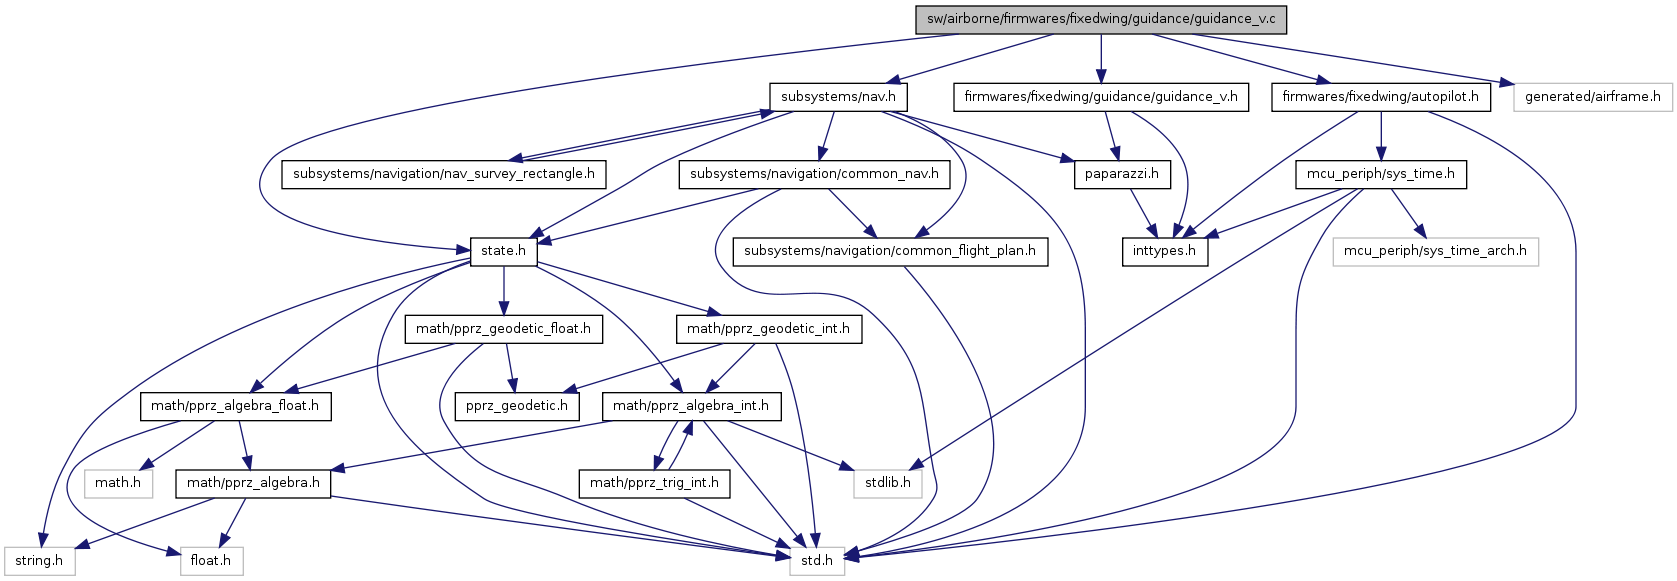 sw/airborne/firmwares/fixedwing/guidance/guidance_v.c
subsystems/nav.h
firmwares/fixedwing/guidance/guidance_v.h
firmwares/fixedwing/autopilot.h
generated/airframe.h
subsystems/navigation/nav_survey_rectangle.h
subsystems/navigation/common_nav.h
paparazzi.h
mcu_periph/sys_time.h
state.h
subsystems/navigation/common_flight_plan.h
inttypes.h
mcu_periph/sys_time_arch.h
math/pprz_geodetic_float.h
math/pprz_geodetic_int.h
math/pprz_algebra_float.h
pprz_geodetic.h
math/pprz_algebra_int.h
math.h
math/pprz_algebra.h
math/pprz_trig_int.h
stdlib.h
string.h
float.h
std.h